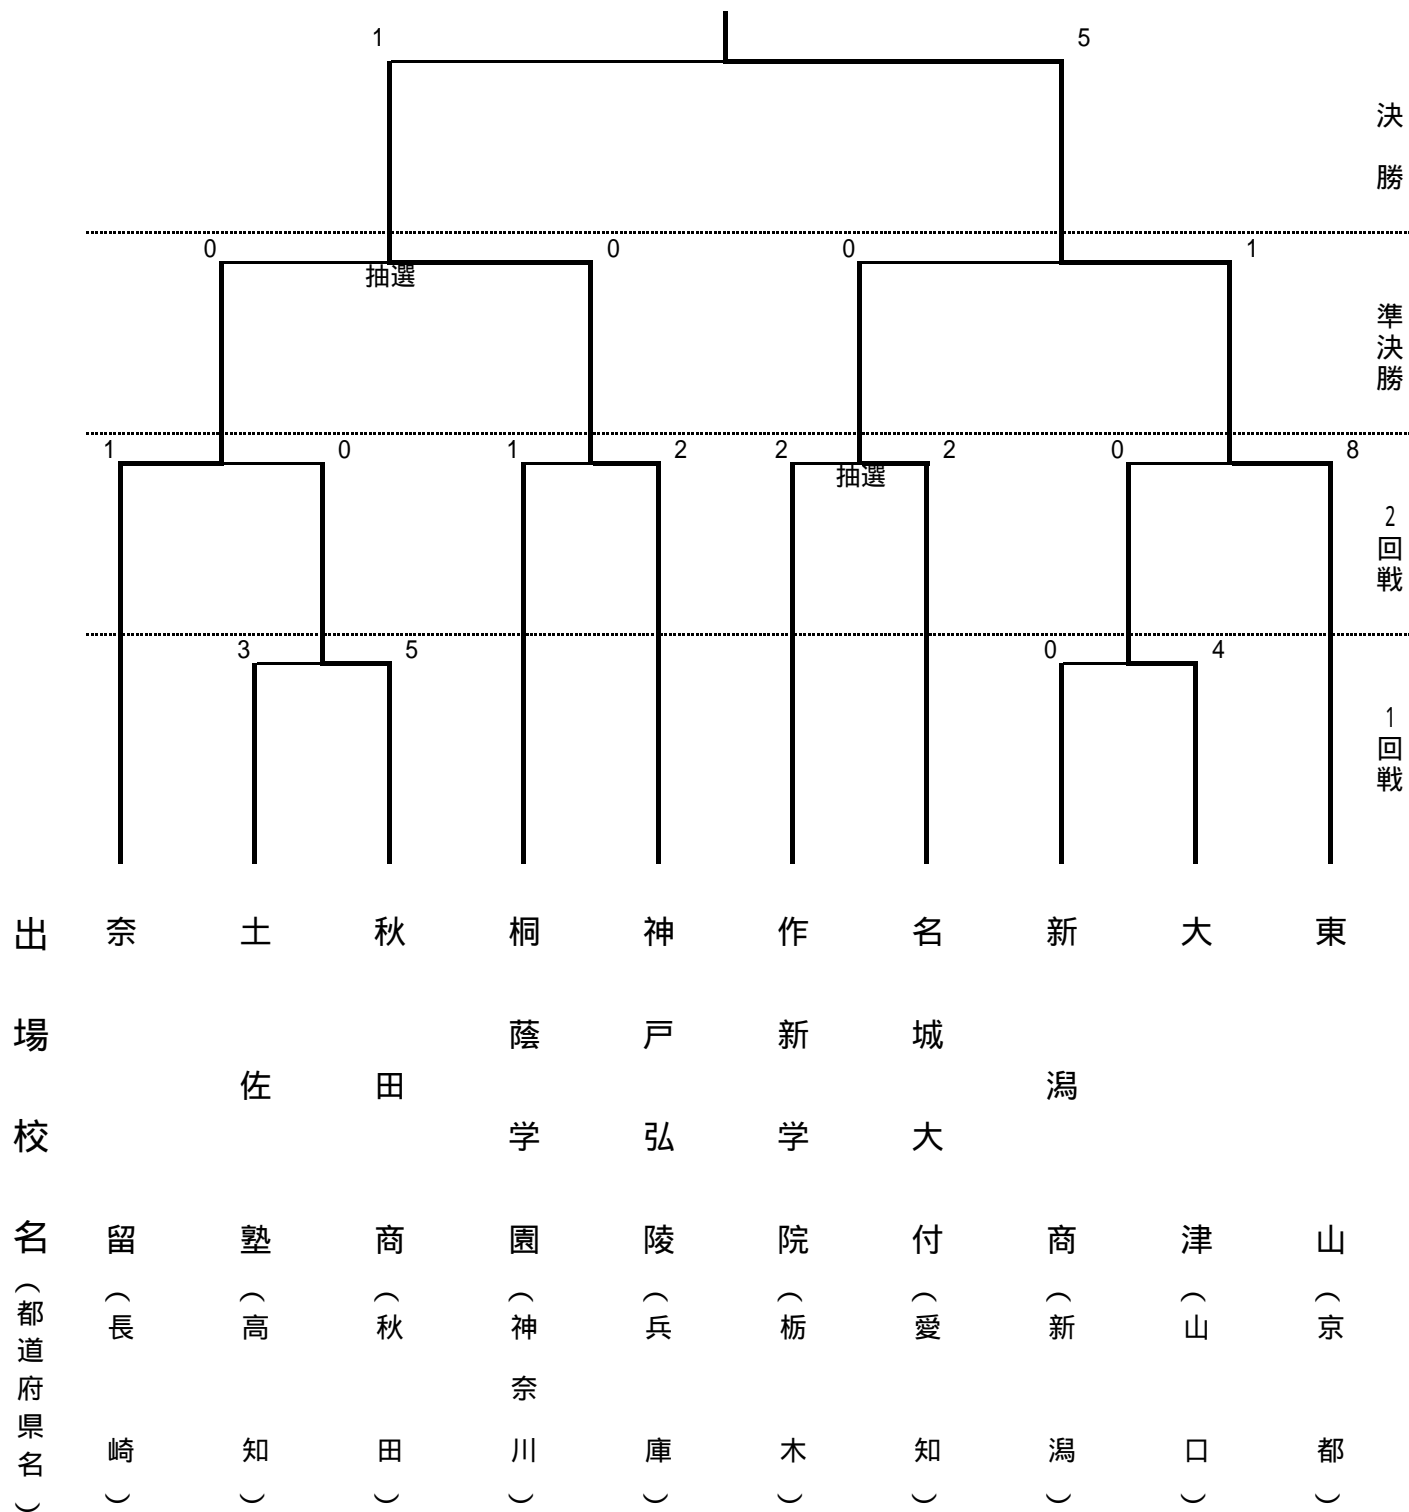 1 5
決勝
0 0 0 1
抽選
準決勝
1 0 1 2 2 2 0 8
抽選
2回戦
3 5 0 4
1回戦
出場校名(都道府県名)
奈留(長崎)
土佐塾(高知)
秋田商(秋田)
桐蔭学園(神奈川)
神戸弘陵(兵庫)
作新学院(栃木)
名城大付(愛知)
新潟商(新潟)
大津(山口)
東山(京都)